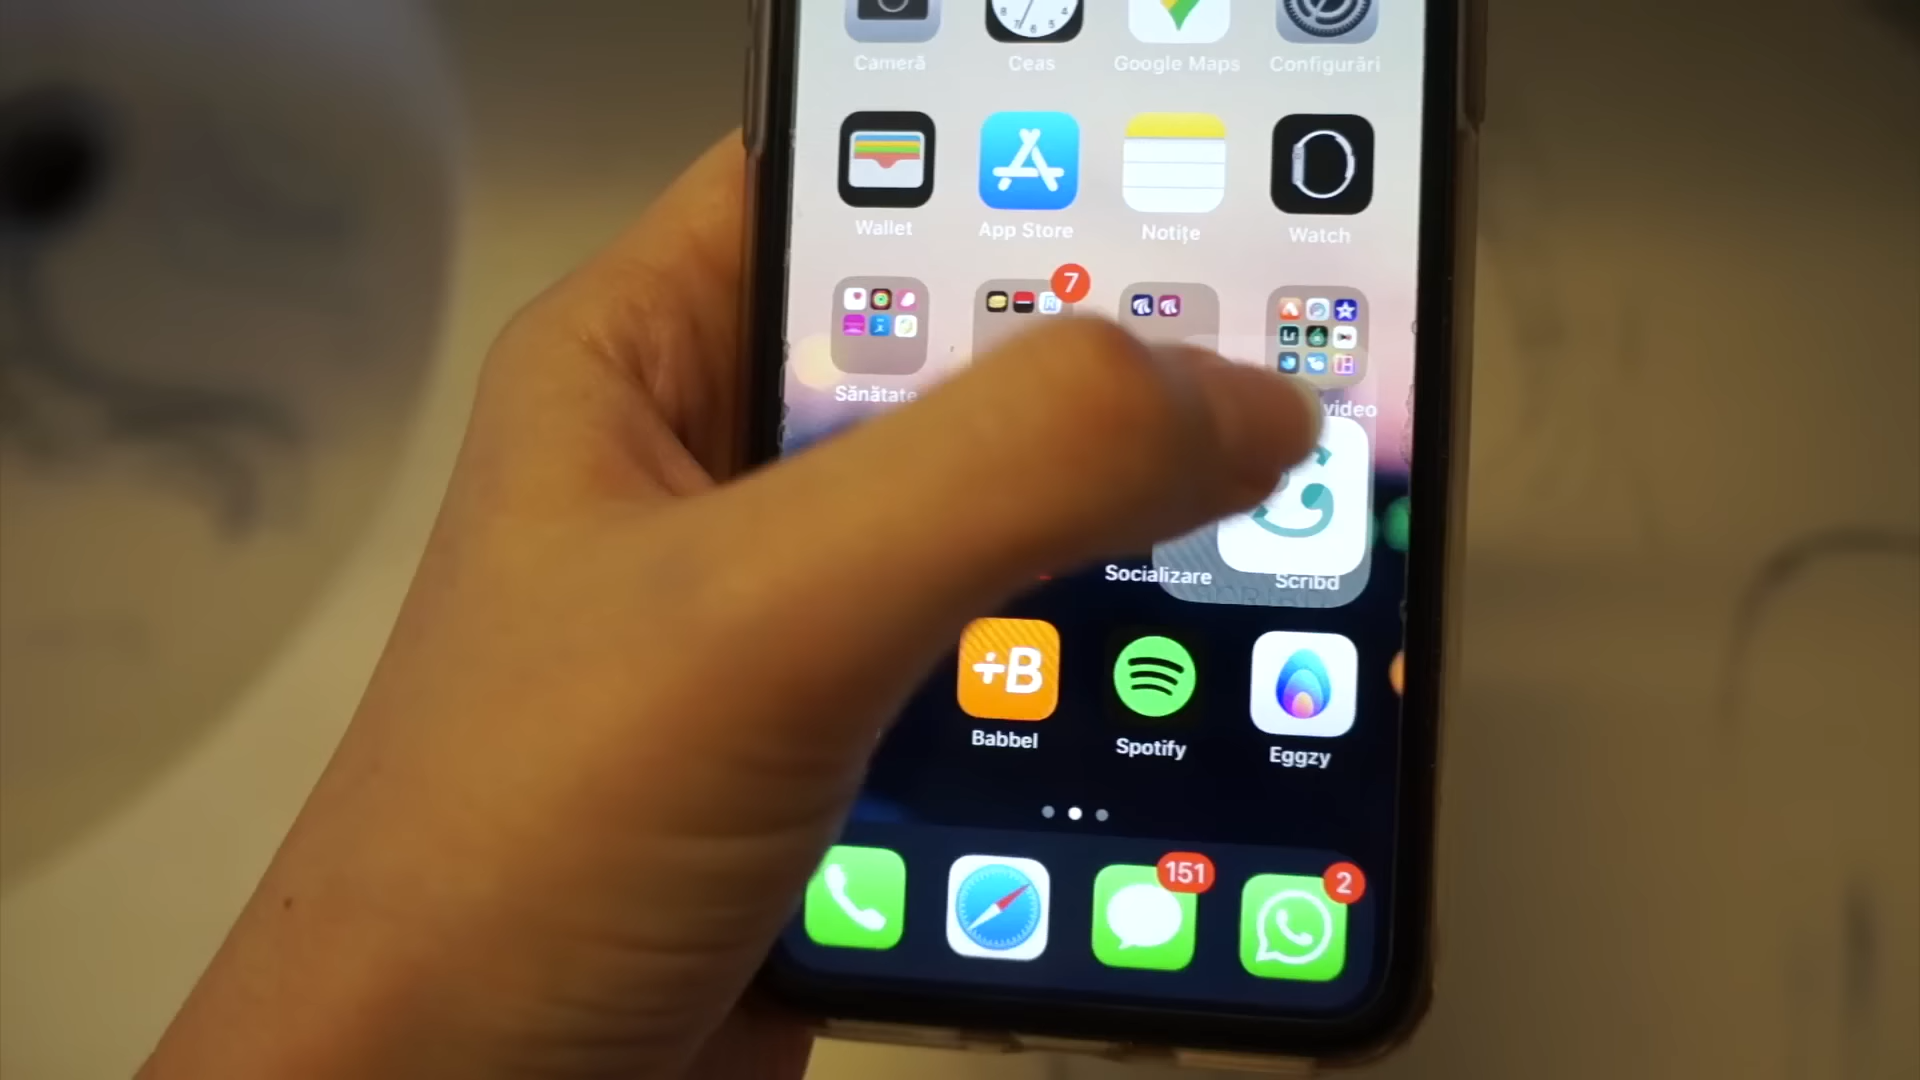 Cameră Ceas Google Maps Configurări
Wallet App Store Notițe Watch
7
Lr
Sănătate video
Socializare Scribd
÷B
Babbel Spotify Eggzy
151 2